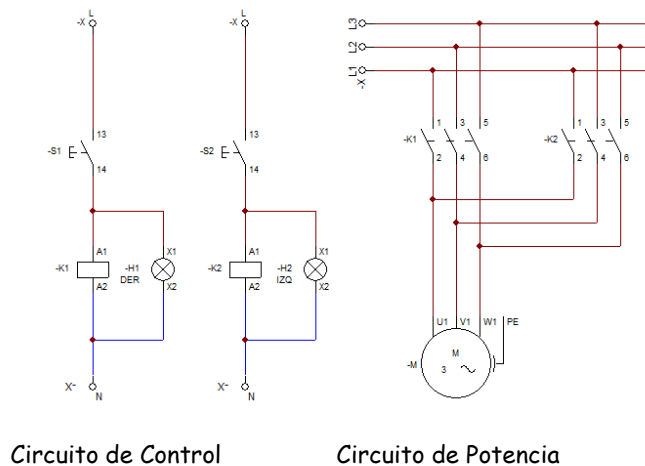 L
-X
13
-S1
14
A1
-K1
A2
X1
-H1
DER
X2
X-
N
L
-X
13
-S2
14
A1
-K2
A2
X1
-H2
IZQ
X2
X-
N
L3
L2
L1
-X
1 3 5
-K1
2 4 6
1 3 5
-K2
2 4 6
U1 V1 W1 PE
-M
M
3
Circuito de Control
Circuito de Potencia